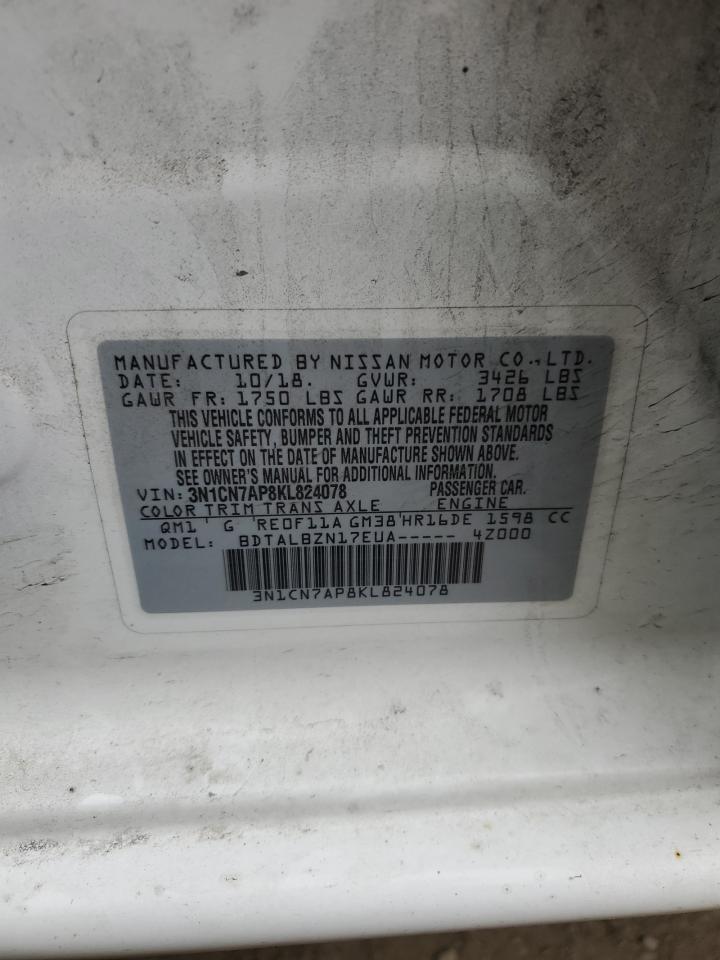 MANUFACTURED BY NISSAN MOTOR CO., LTD.
DATE: 10/18. GVWR: 3426 LBS
GAWR FR: 1750 LBS GAWR RR: 1708 LBS
THIS VEHICLE CONFORMS TO ALL APPLICABLE FEDERAL MOTOR
VEHICLE SAFETY, BUMPER AND THEFT PREVENTION STANDARDS
IN EFFECT ON THE DATE OF MANUFACTURE SHOWN ABOVE.
SEE OWNER'S MANUAL FOR ADDITIONAL INFORMATION.
VIN: 3N1CN7AP8KL824078 PASSENGER CAR.
COLOR TRIM TRANS AXLE ENGINE
QM1 ' G ' RE0F11A GM38 ' HR16DE 1598 CC
MODEL: BDTALBZN17EUA----- 4Z000
3N1CN7AP8KL824078